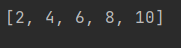 [2, 4, 6, 8, 10]